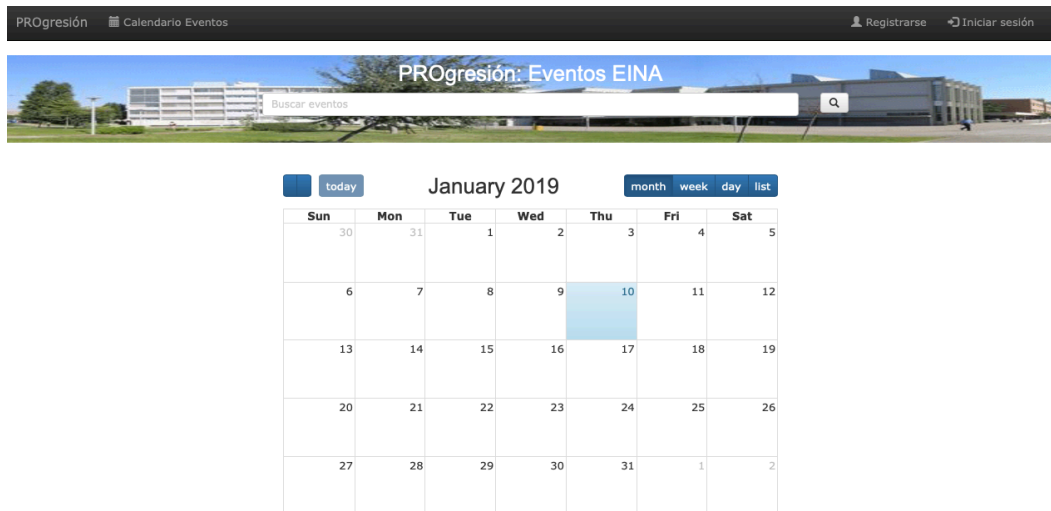 PROgresión Calendario Eventos Registrarse Iniciar sesión
PROgresión: Eventos EINA
Buscar eventos
today January 2019 month week day list
Sun Mon Tue Wed Thu Fri Sat
30 31 1 2 3 4 5
6 7 8 9 10 11 12
13 14 15 16 17 18 19
20 21 22 23 24 25 26
27 28 29 30 31 1 2